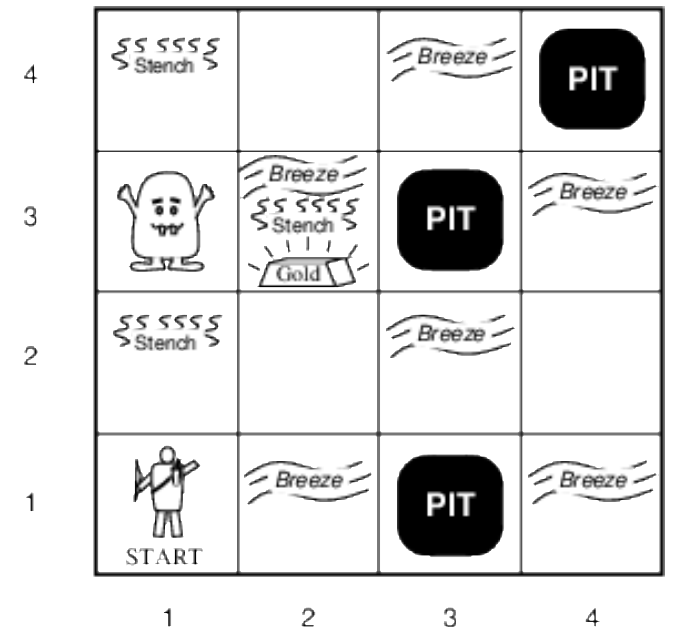 4
Stench
Breeze
PIT
3
Breeze
Stench
Gold
PIT
Breeze
2
Stench
Breeze
1
START
Breeze
PIT
Breeze
1 2 3 4